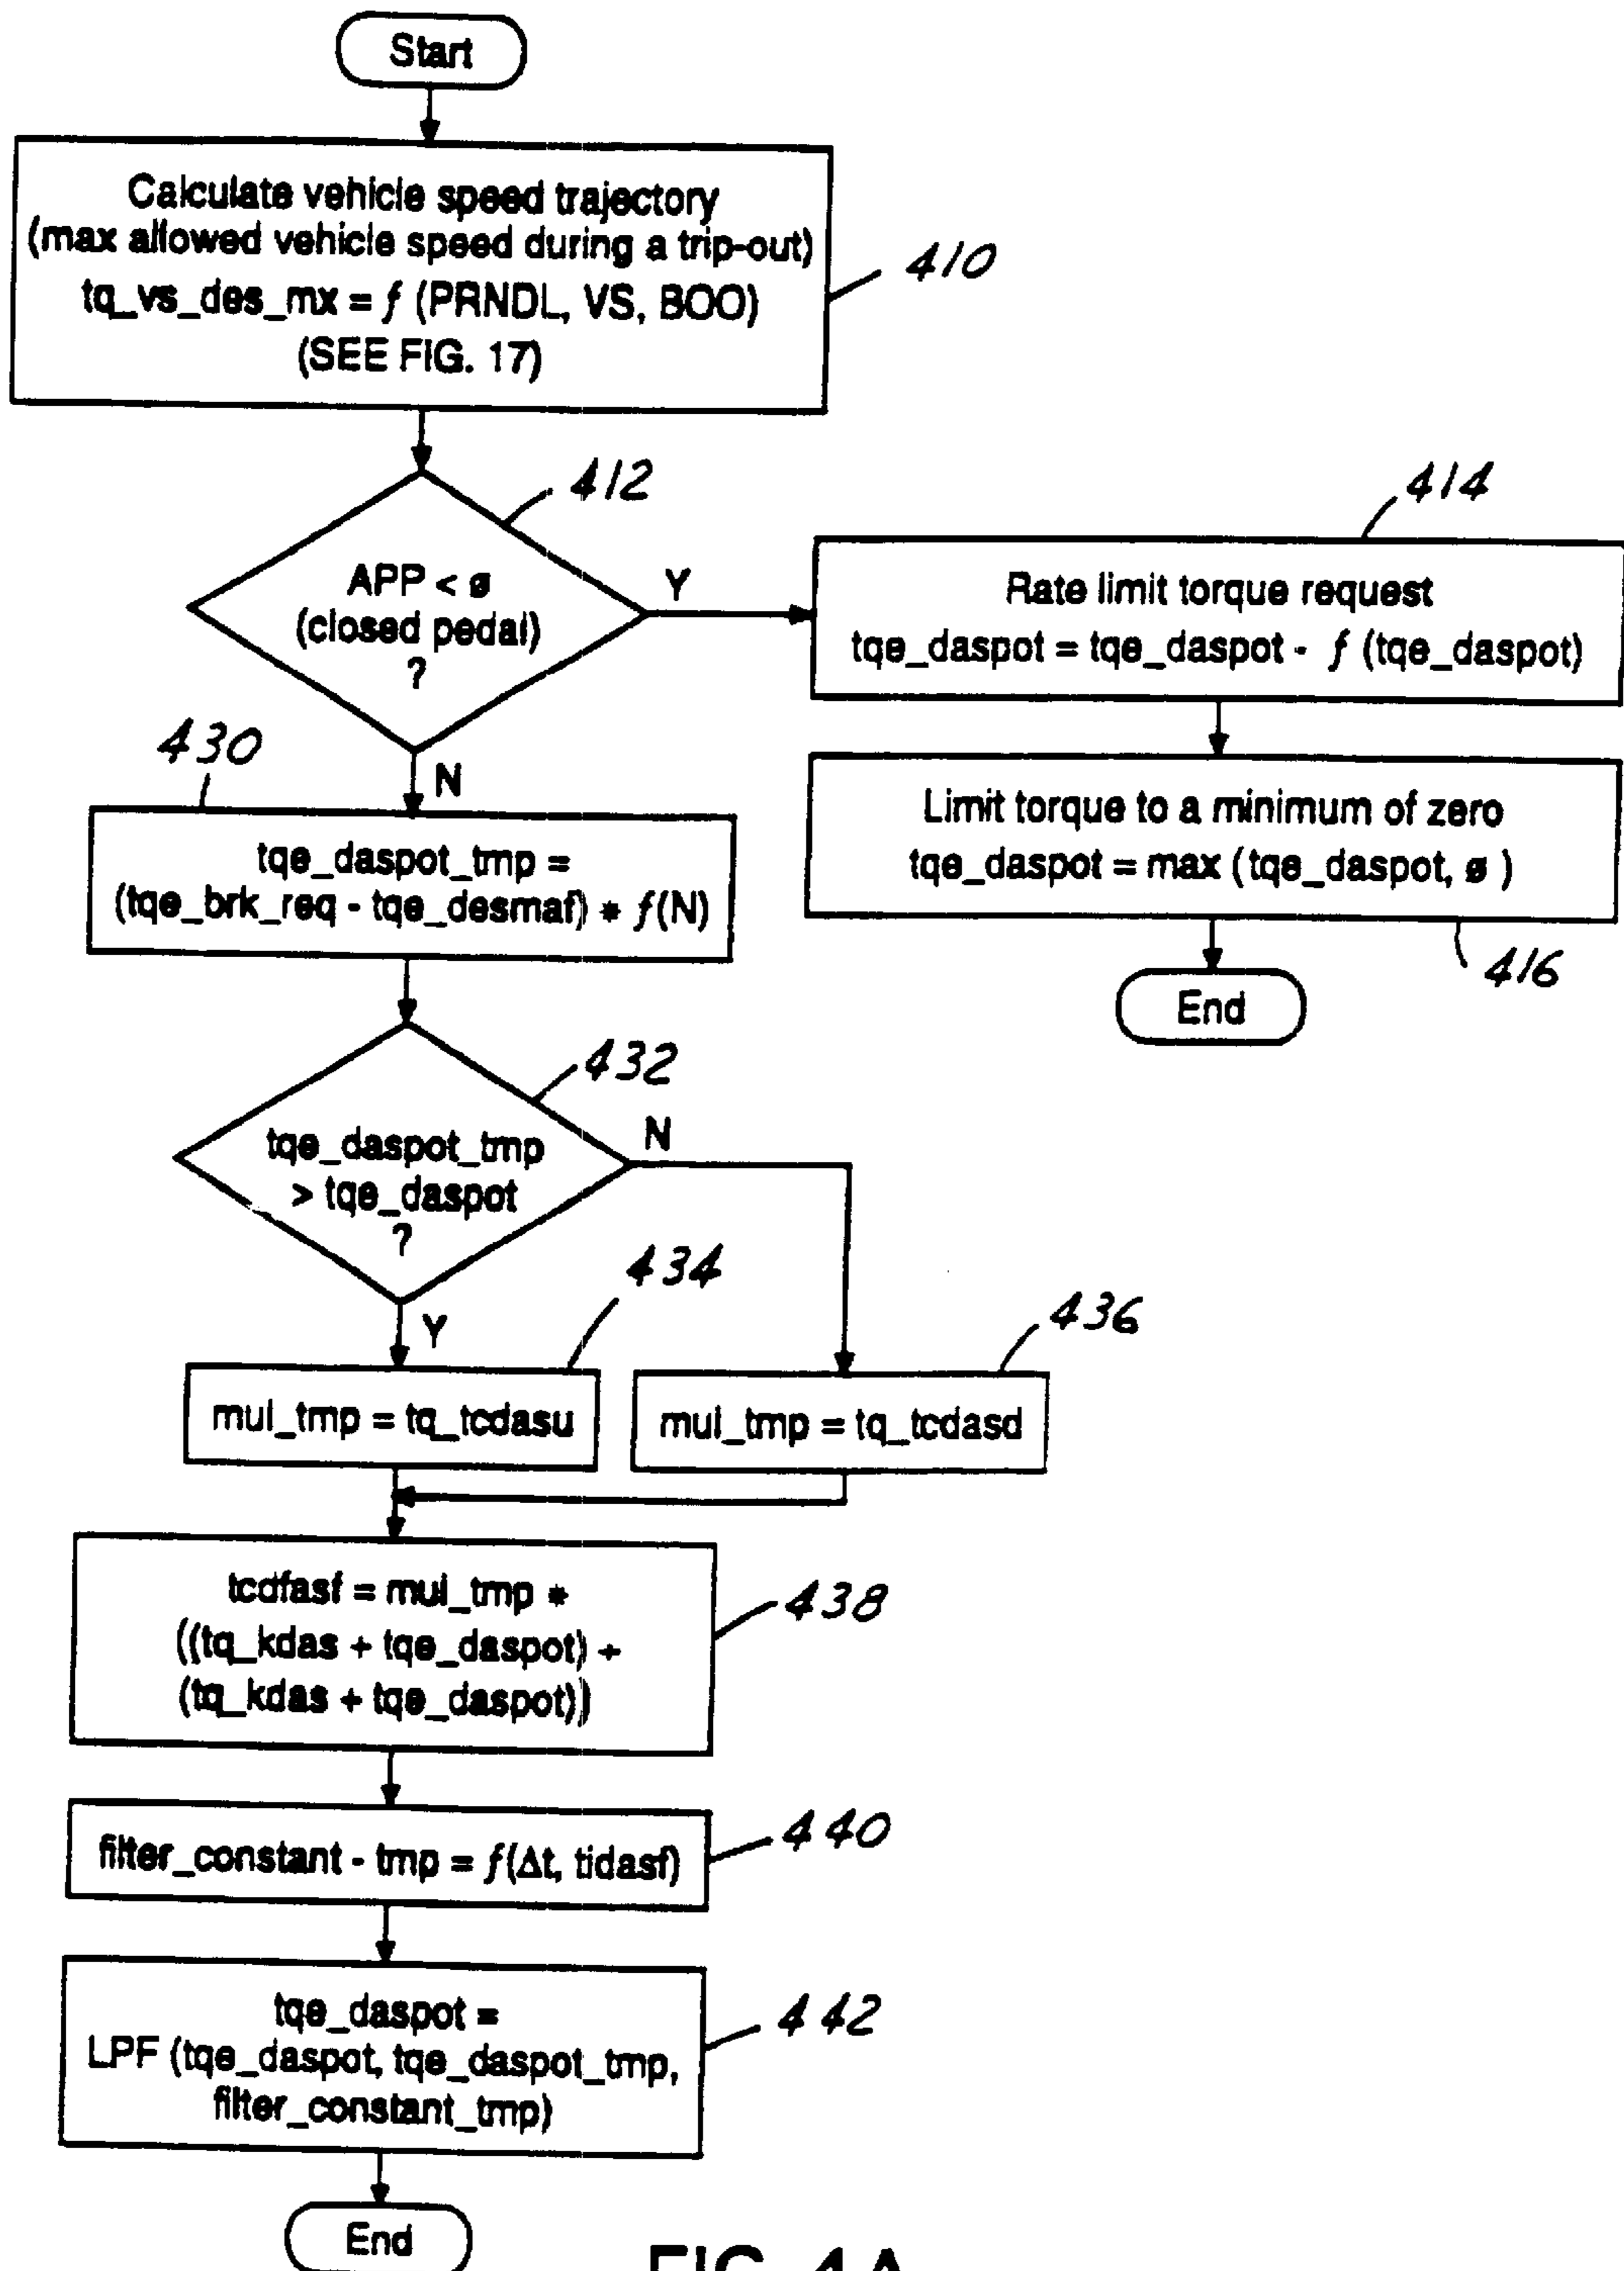 Start
Calculate vehicle speed trajectory
(max allowed vehicle speed during a trip-out)
tq_vs_des_mx = f (PRNDL, VS, BOO)
(SEE FIG. 17)
410
412
APP < ø
(closed pedal)
?
Y
N
414
Rate limit torque request
tqe_daspot = tqe_daspot - f (tqe_daspot)
Limit torque to a minimum of zero
tqe_daspot = max (tqe_daspot, ø )
416
End
430
tqe_daspot_tmp =
(tqe_brk_req - tqe_desmaf) * f(N)
432
tqe_daspot_tmp
> tqe_daspot
?
N
Y
434
mul_tmp = tq_tcdasu
436
mul_tmp = tq_tcdasd
tcdfasf = mul_tmp *
((tq_kdas + tqe_daspot) +
(tq_kdas + tqe_daspot))
438
filter_constant - tmp = f(Δt, tidasf)
440
tqe_daspot =
LPF (tqe_daspot, tqe_daspot_tmp,
filter_constant_tmp)
442
End
FIG. 4A